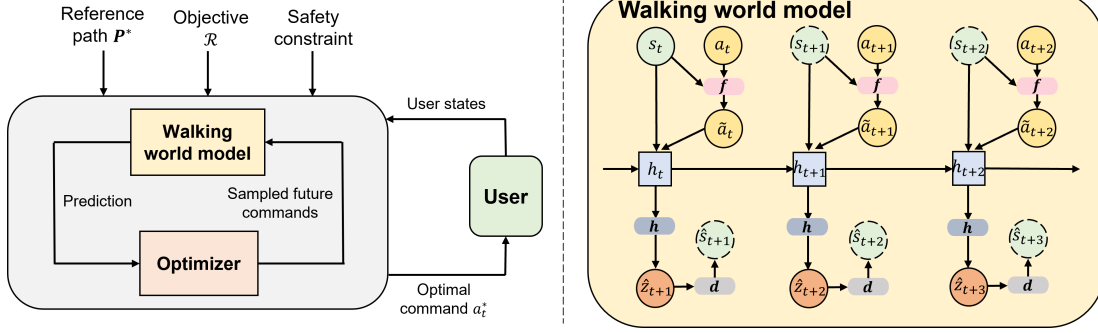 Reference
path P*
Objective
ℛ
Safety
constraint
User states
Walking
world model
Prediction
Sampled future
commands
User
Optimizer
Optimal
command a*ₜ
Walking world model
sₜ
aₜ
sₜ₊₁
aₜ₊₁
sₜ₊₂
aₜ₊₂
f
f
f
ãₜ
ãₜ₊₁
ãₜ₊₂
hₜ
hₜ₊₁
hₜ₊₂
h
ŝₜ₊₁
h
ŝₜ₊₂
h
ŝₜ₊₃
ẑₜ₊₁
d
ẑₜ₊₂
d
ẑₜ₊₃
d